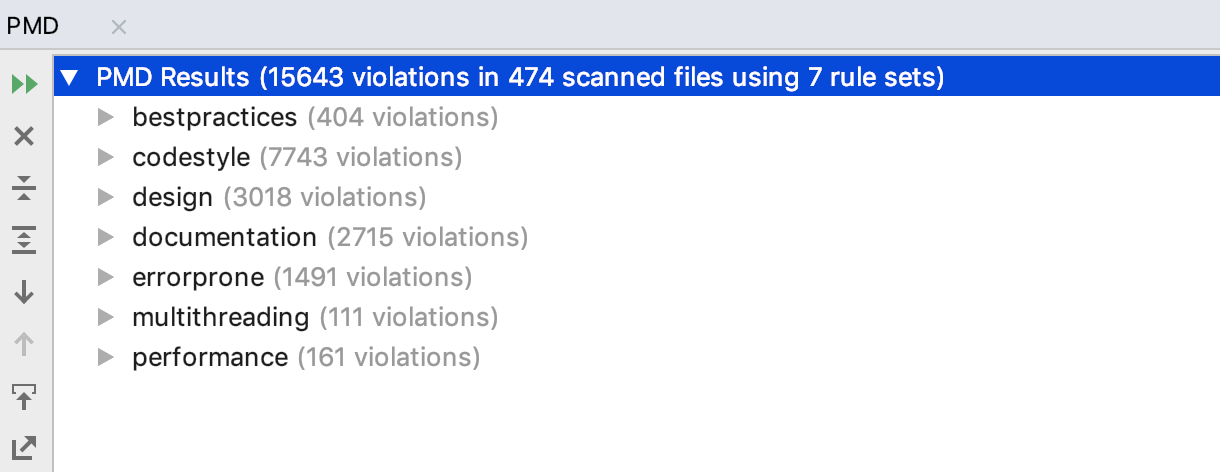 PMD
PMD Results (15643 violations in 474 scanned files using 7 rule sets)
bestpractices (404 violations)
codestyle (7743 violations)
design (3018 violations)
documentation (2715 violations)
errorprone (1491 violations)
multithreading (111 violations)
performance (161 violations)